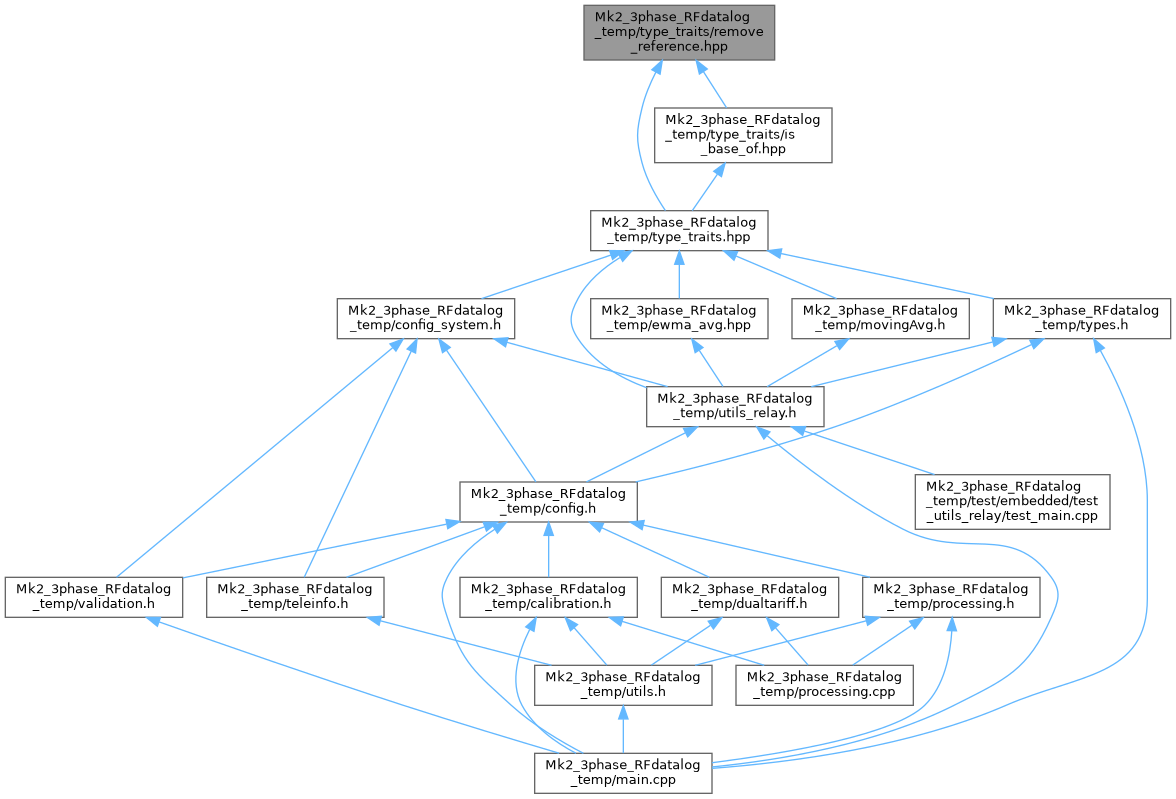 Mk2_3phase_RFdatalog
_temp/type_traits/remove
_reference.hpp
Mk2_3phase_RFdatalog
_temp/type_traits/is
_base_of.hpp
Mk2_3phase_RFdatalog
_temp/type_traits.hpp
Mk2_3phase_RFdatalog
_temp/config_system.h
Mk2_3phase_RFdatalog
_temp/ewma_avg.hpp
Mk2_3phase_RFdatalog
_temp/movingAvg.h
Mk2_3phase_RFdatalog
_temp/types.h
Mk2_3phase_RFdatalog
_temp/utils_relay.h
Mk2_3phase_RFdatalog
_temp/config.h
Mk2_3phase_RFdatalog
_temp/test/embedded/test
_utils_relay/test_main.cpp
Mk2_3phase_RFdatalog
_temp/validation.h
Mk2_3phase_RFdatalog
_temp/teleinfo.h
Mk2_3phase_RFdatalog
_temp/calibration.h
Mk2_3phase_RFdatalog
_temp/dualtariff.h
Mk2_3phase_RFdatalog
_temp/processing.h
Mk2_3phase_RFdatalog
_temp/utils.h
Mk2_3phase_RFdatalog
_temp/processing.cpp
Mk2_3phase_RFdatalog
_temp/main.cpp